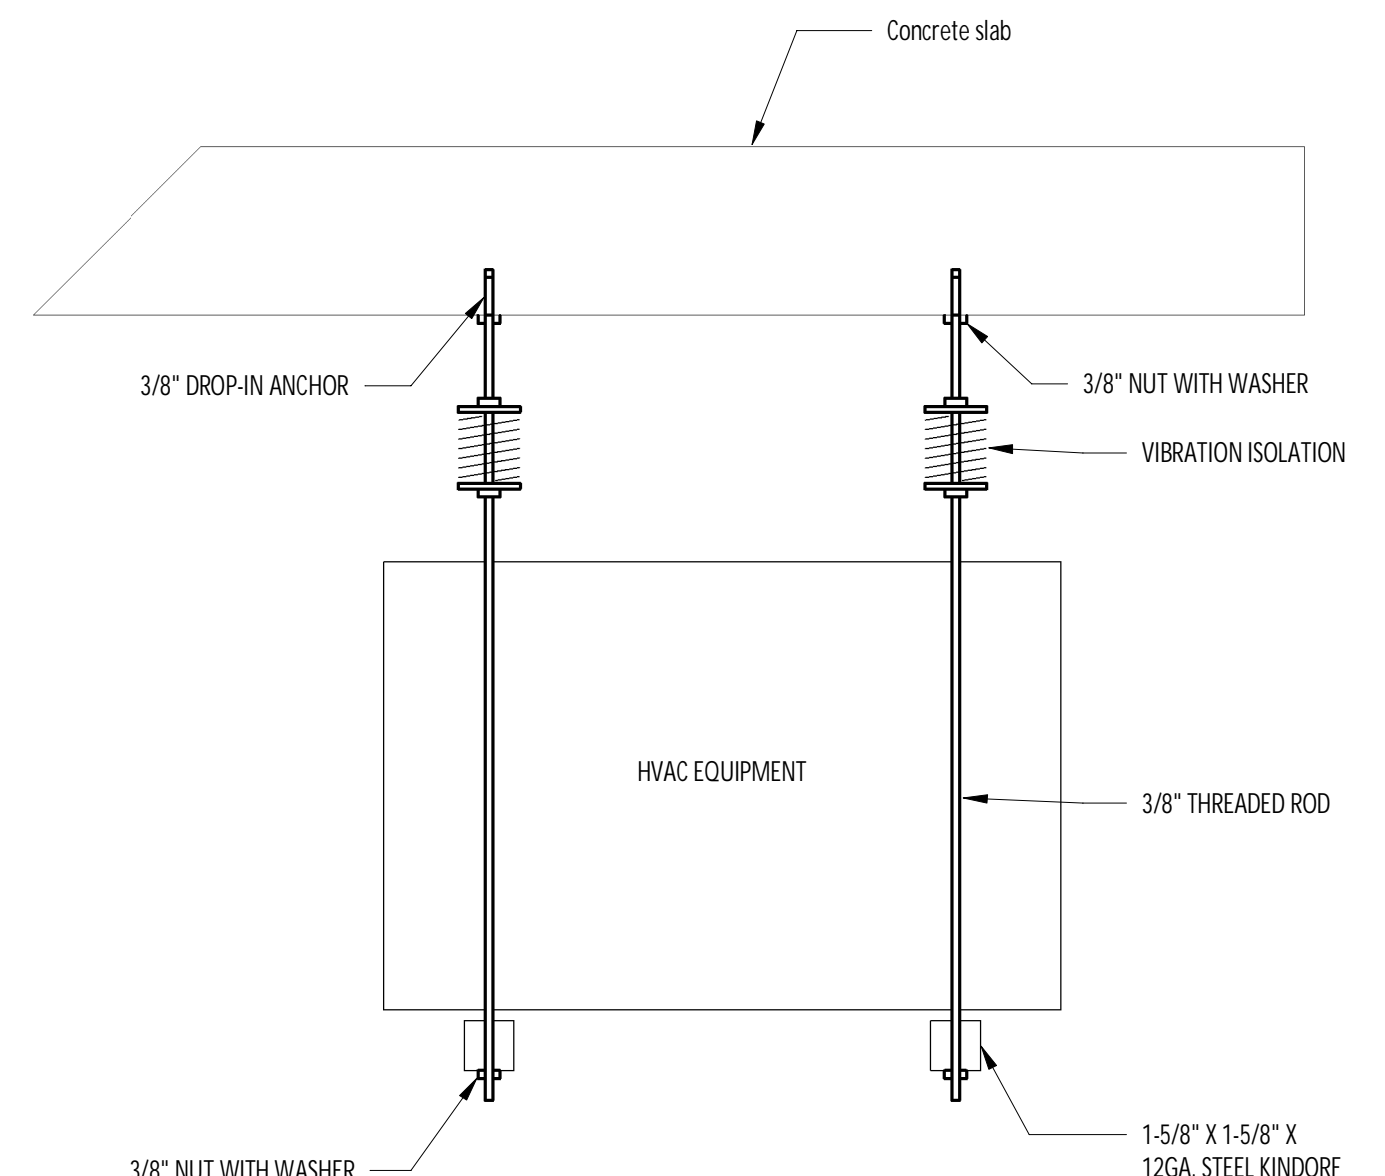 Concrete slab
3/8" DROP-IN ANCHOR
3/8" NUT WITH WASHER
VIBRATION ISOLATION
HVAC EQUIPMENT
3/8" THREADED ROD
1-5/8" X 1-5/8" X
12GA. STEEL KINDORF
3/8" NUT WITH WASHER